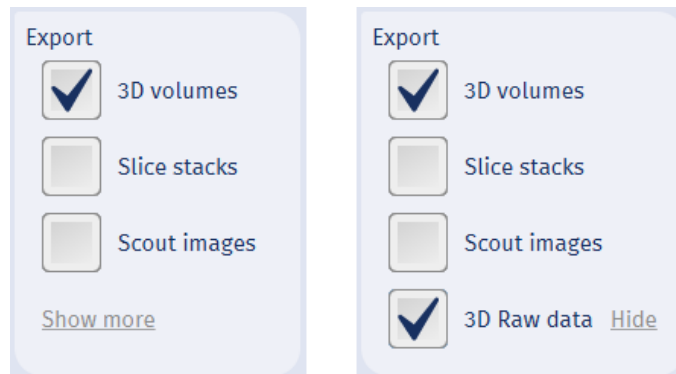 Export
3D volumes
Slice stacks
Scout images
Show more
Export
3D volumes
Slice stacks
Scout images
3D Raw data Hide